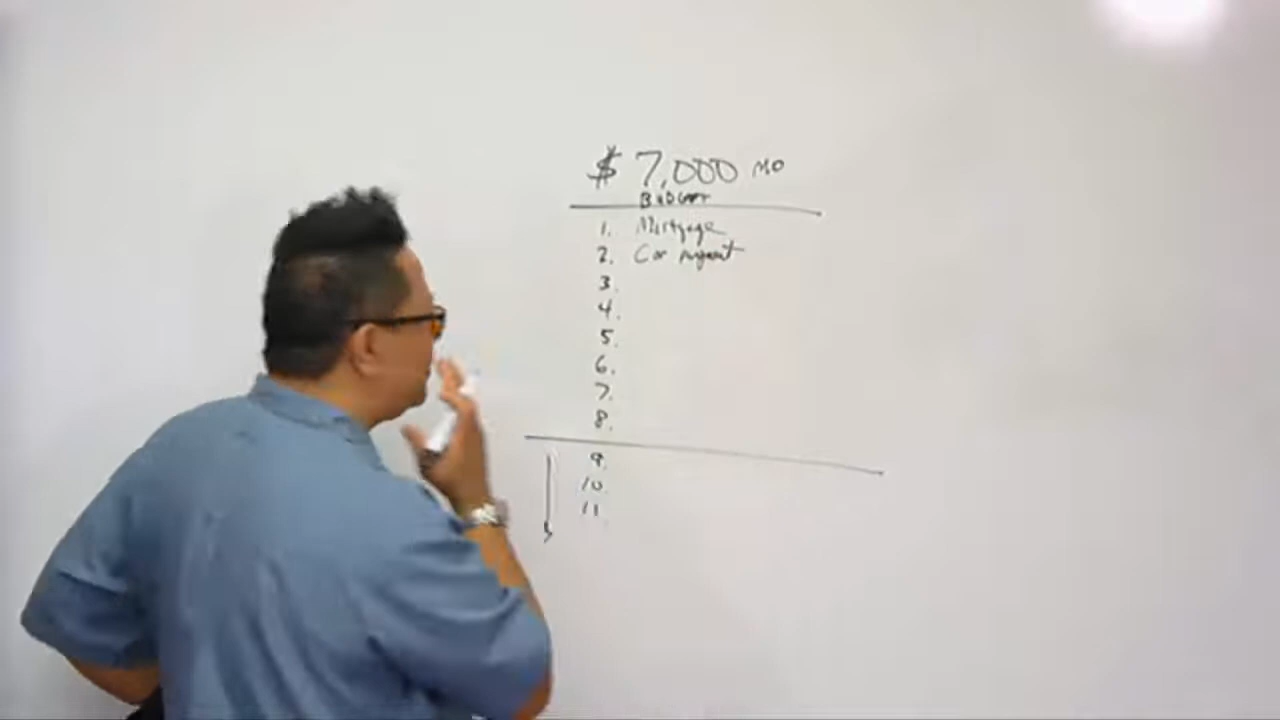 $ 7,000 MO
BUDGET
1. Mortgage
2. Car payment
3.
4.
5.
6.
7.
8.
9.
10.
11